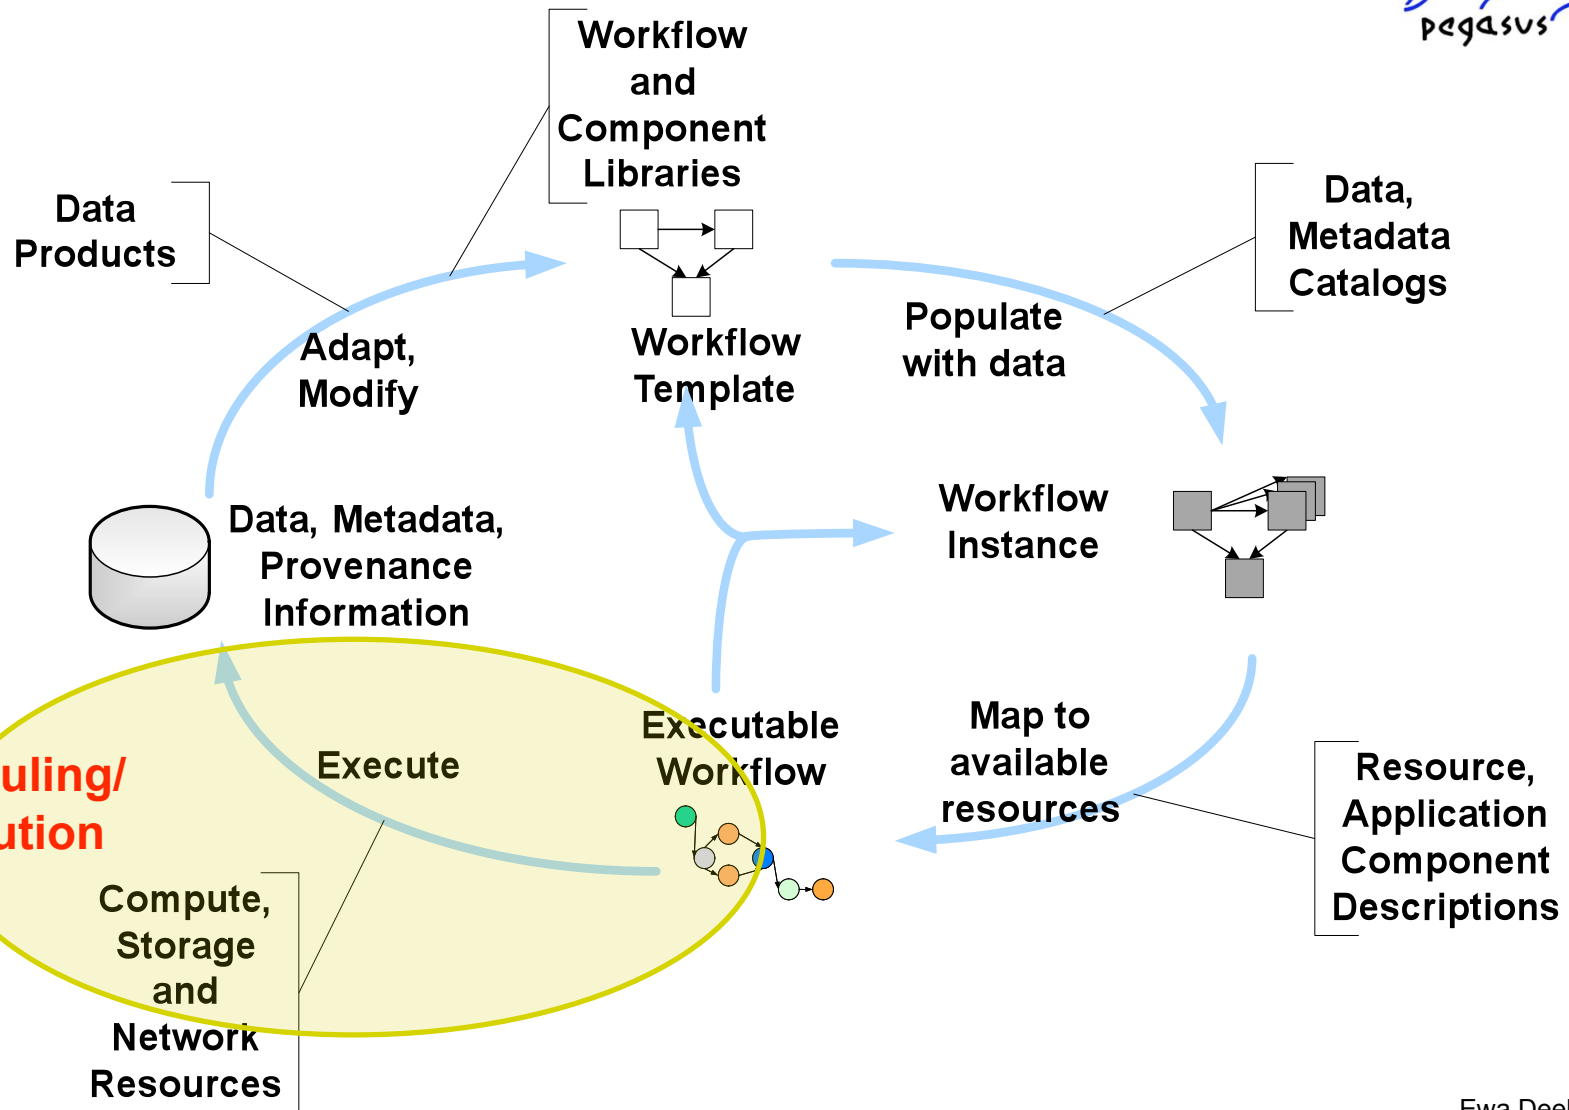 pegasus
Workflow
and
Component
Libraries
Data
Products
Data,
Metadata
Catalogs
Adapt,
Modify
Workflow
Template
Populate
with data
Data, Metadata,
Provenance
Information
Workflow
Instance
Executable
Workflow
Map to
available
resources
Execute
uling/
ution
Resource,
Application
Component
Descriptions
Compute,
Storage
and
Network
Resources
Ewa